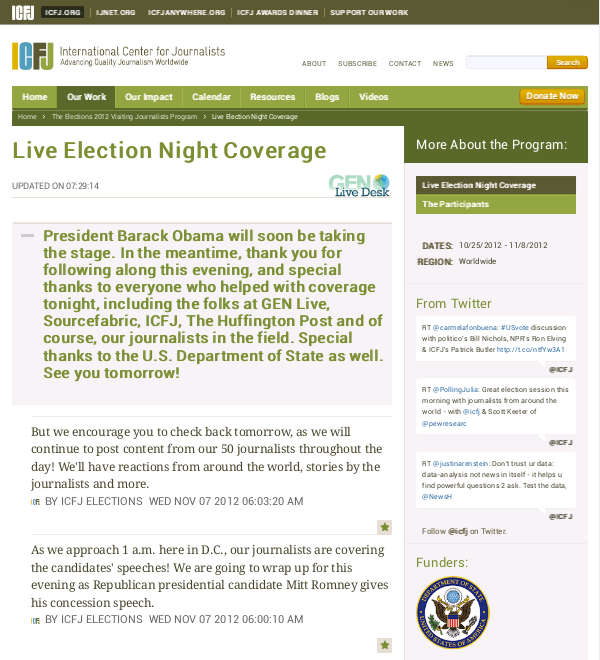 ICFJ ICFJ.ORG IJNET.ORG ICFJANYWHERE.ORG ICFJ AWARDS DINNER SUPPORT OUR WORK
ICFJ International Center for Journalists
Advancing Quality Journalism Worldwide
ABOUT SUBSCRIBE CONTACT NEWS Search
Home Our Work Our Impact Calendar Resources Blogs Videos Donate Now
Home > The Elections 2012 Visiting Journalists Program > Live Election Night Coverage
Live Election Night Coverage
UPDATED ON 07:29:14
GEN
Live Desk
President Barack Obama will soon be taking
the stage. In the meantime, thank you for
following along this evening, and special
thanks to everyone who helped with coverage
tonight, including the folks at GEN Live,
Sourcefabric, ICFJ, The Huffington Post and of
course, our journalists in the field. Special
thanks to the U.S. Department of State as well.
See you tomorrow!
But we encourage you to check back tomorrow, as we will
continue to post content from our 50 journalists throughout the
day! We'll have reactions from around the world, stories by the
journalists and more.
BY ICFJ ELECTIONS WED NOV 07 2012 06:03:20 AM
As we approach 1 a.m. here in D.C., our journalists are covering
the candidates' speeches! We are going to wrap up for this
evening as Republican presidential candidate Mitt Romney gives
his concession speech.
BY ICFJ ELECTIONS WED NOV 07 2012 06:00:10 AM
More About the Program:
Live Election Night Coverage
The Participants
DATES: 10/25/2012 - 11/8/2012
REGION: Worldwide
From Twitter
RT @carmelafonbuena: #USvote discussion
with politico's Bill Nichols, NPR's Ron Elving
& ICFJ's Patrick Butler http://t.co/ntfYw3A1
@ICFJ
RT @PollingJulia: Great election session this
morning with journalists from around the
world - with @icfj & Scott Keeter of
@pewresearc
@ICFJ
RT @justinarenstein: Don't trust ur data:
data-analysis not news in itself - it helps u
find powerful questions 2 ask. Test the data,
@NewsH
@ICFJ
Follow @icfj on Twitter.
Funders:
DEPARTMENT OF STATE
UNITED STATES OF AMERICA